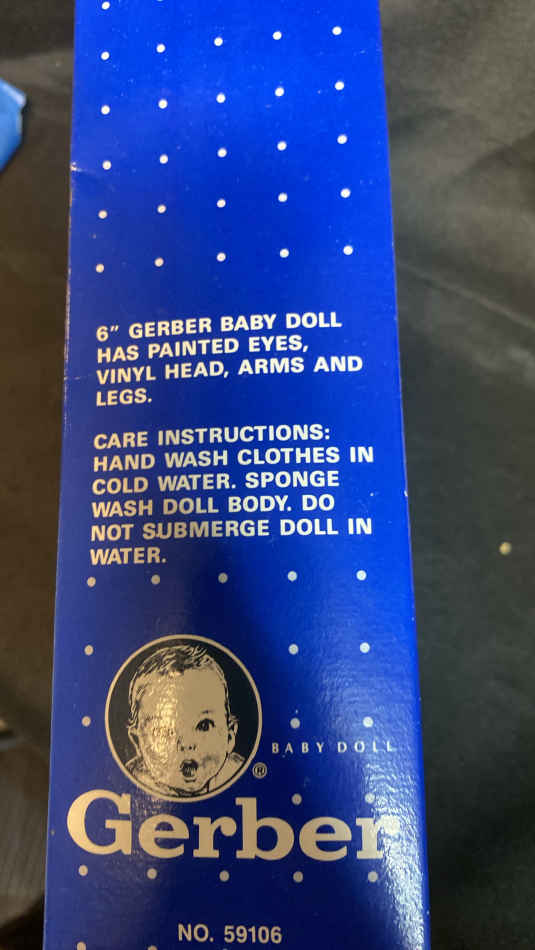 6" GERBER BABY DOLL
HAS PAINTED EYES,
VINYL HEAD, ARMS AND
LEGS.
CARE INSTRUCTIONS:
HAND WASH CLOTHES IN
COLD WATER. SPONGE
WASH DOLL BODY. DO
NOT SUBMERGE DOLL IN
WATER.
BABY DOLL
®
Gerber
NO. 59106